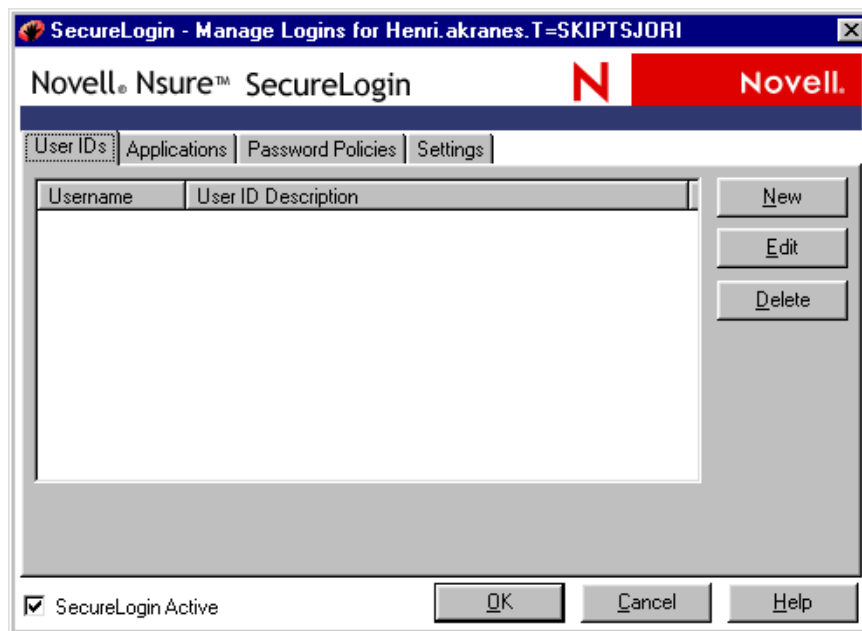 SecureLogin - Manage Logins for Henri.akranes.T=SKIPTSJORI
Novell® Nsure™ SecureLogin N Novell.
User IDs Applications Password Policies Settings
Username User ID Description
New
Edit
Delete
SecureLogin Active OK Cancel Help